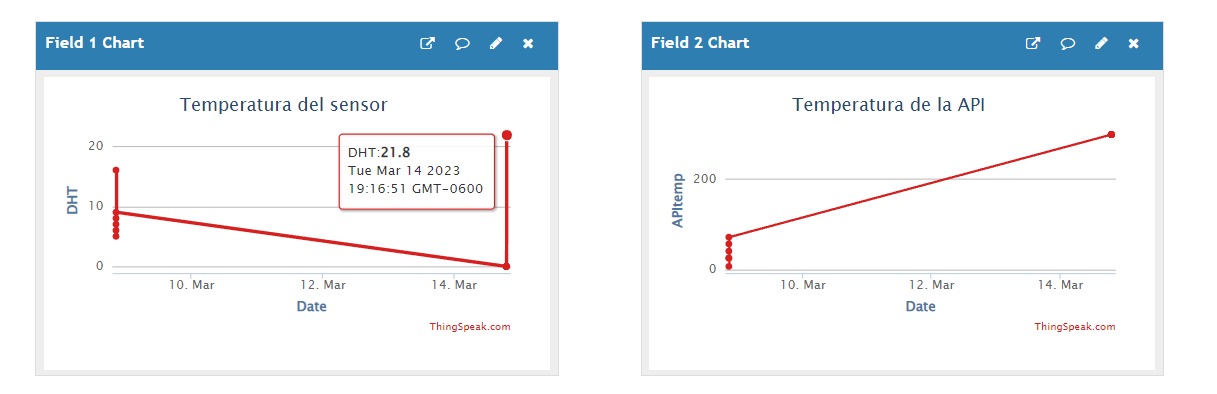 Field 1 Chart
Temperatura del sensor
20
10
0
DHT
DHT:21.8
Tue Mar 14 2023
19:16:51 GMT-0600
10. Mar
12. Mar
14. Mar
Date
ThingSpeak.com
Field 2 Chart
Temperatura de la API
200
0
APItemp
10. Mar
12. Mar
14. Mar
Date
ThingSpeak.com